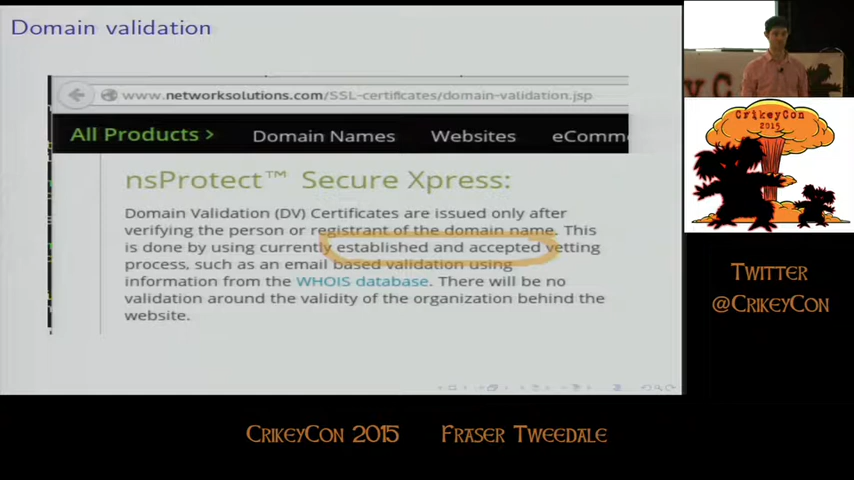 Domain validation
www.networksolutions.com/SSL-certificates/domain-validation.jsp
All Products >
Domain Names
Websites
eComme
nsProtect™ Secure Xpress:
Domain Validation (DV) Certificates are issued only after
verifying the person or registrant of the domain name. This
is done by using currently established and accepted vetting
process, such as an email based validation using
information from the WHOIS database. There will be no
validation around the validity of the organization behind the
website.
CrikeyCon
2015
Twitter
@CrikeyCon
CrikeyCon 2015
Fraser Tweedale